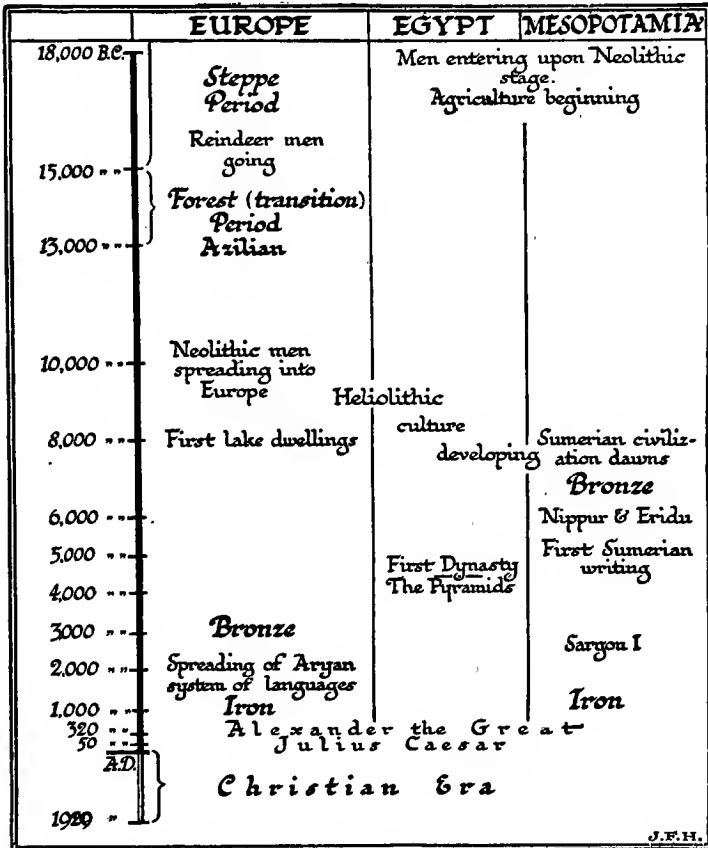 EUROPE EGYPT MESOPOTAMIA
18,000 B.C.
Steppe
Period
Men entering upon Neolithic
stage.
Agriculture beginning
Reindeer men
going
15,000 " "
Forest (transition)
Period
13,000 " "
Azilian
10,000 " "
Neolithic men
spreading into
Europe
Heliolithic
culture
developing
8,000 " "
First lake dwellings
Sumerian civiliz-
ation dawns
Bronze
6,000 " "
Nippur & Eridu
5,000 " "
First Sumerian
writing
First Dynasty
The Pyramids
4,000 " "
3,000 " "
Bronze
Sargon I
2,000 " "
Spreading of Aryan
system of languages
1,000 " "
Iron
Iron
320 " "
Alexander the Great
50 " "
Julius Caesar
A.D.
Christian Era
"
J.F.H.